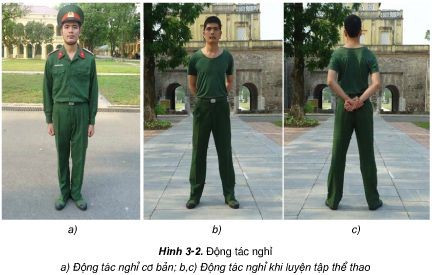 a) b) c)
Hình 3-2. Động tác nghỉ
a) Động tác nghỉ cơ bản; b,c) Động tác nghỉ khi luyện tập thể thao